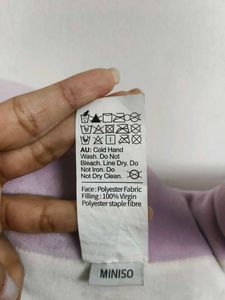 AU: Cold Hand
Wash. Do Not
Bleach. Line Dry. Do
Not Iron. Do
Not Dry Clean.
Face : Polyester Fabric
Filling : 100% Virgin
Polyester staple fibre
MINISO